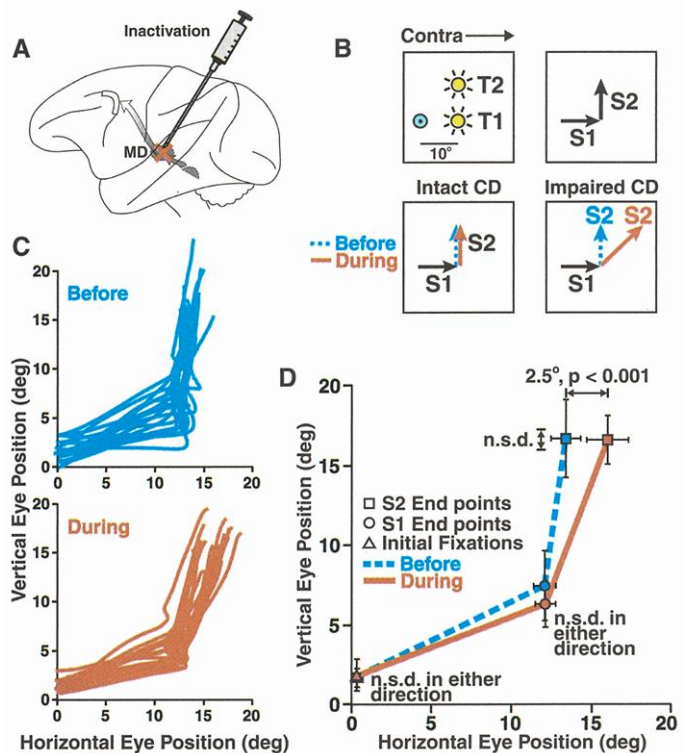 A
Inactivation
MD
B
Contra
T2
T1
10°
S2
S1
Intact CD
Impaired CD
Before
During
S2
S1
S2
S2
S1
C
Before
20
15
10
5
0
0
5
10
15
20
During
20
15
10
5
0
0
5
10
15
20
Vertical Eye Position (deg)
Horizontal Eye Position (deg)
D
2.5°, p < 0.001
n.s.d.
S2 End points
S1 End points
Initial Fixations
Before
During
n.s.d. in
either
direction
n.s.d. in either
direction
20
15
10
5
0
0
5
10
15
20
Vertical Eye Position (deg)
Horizontal Eye Position (deg)